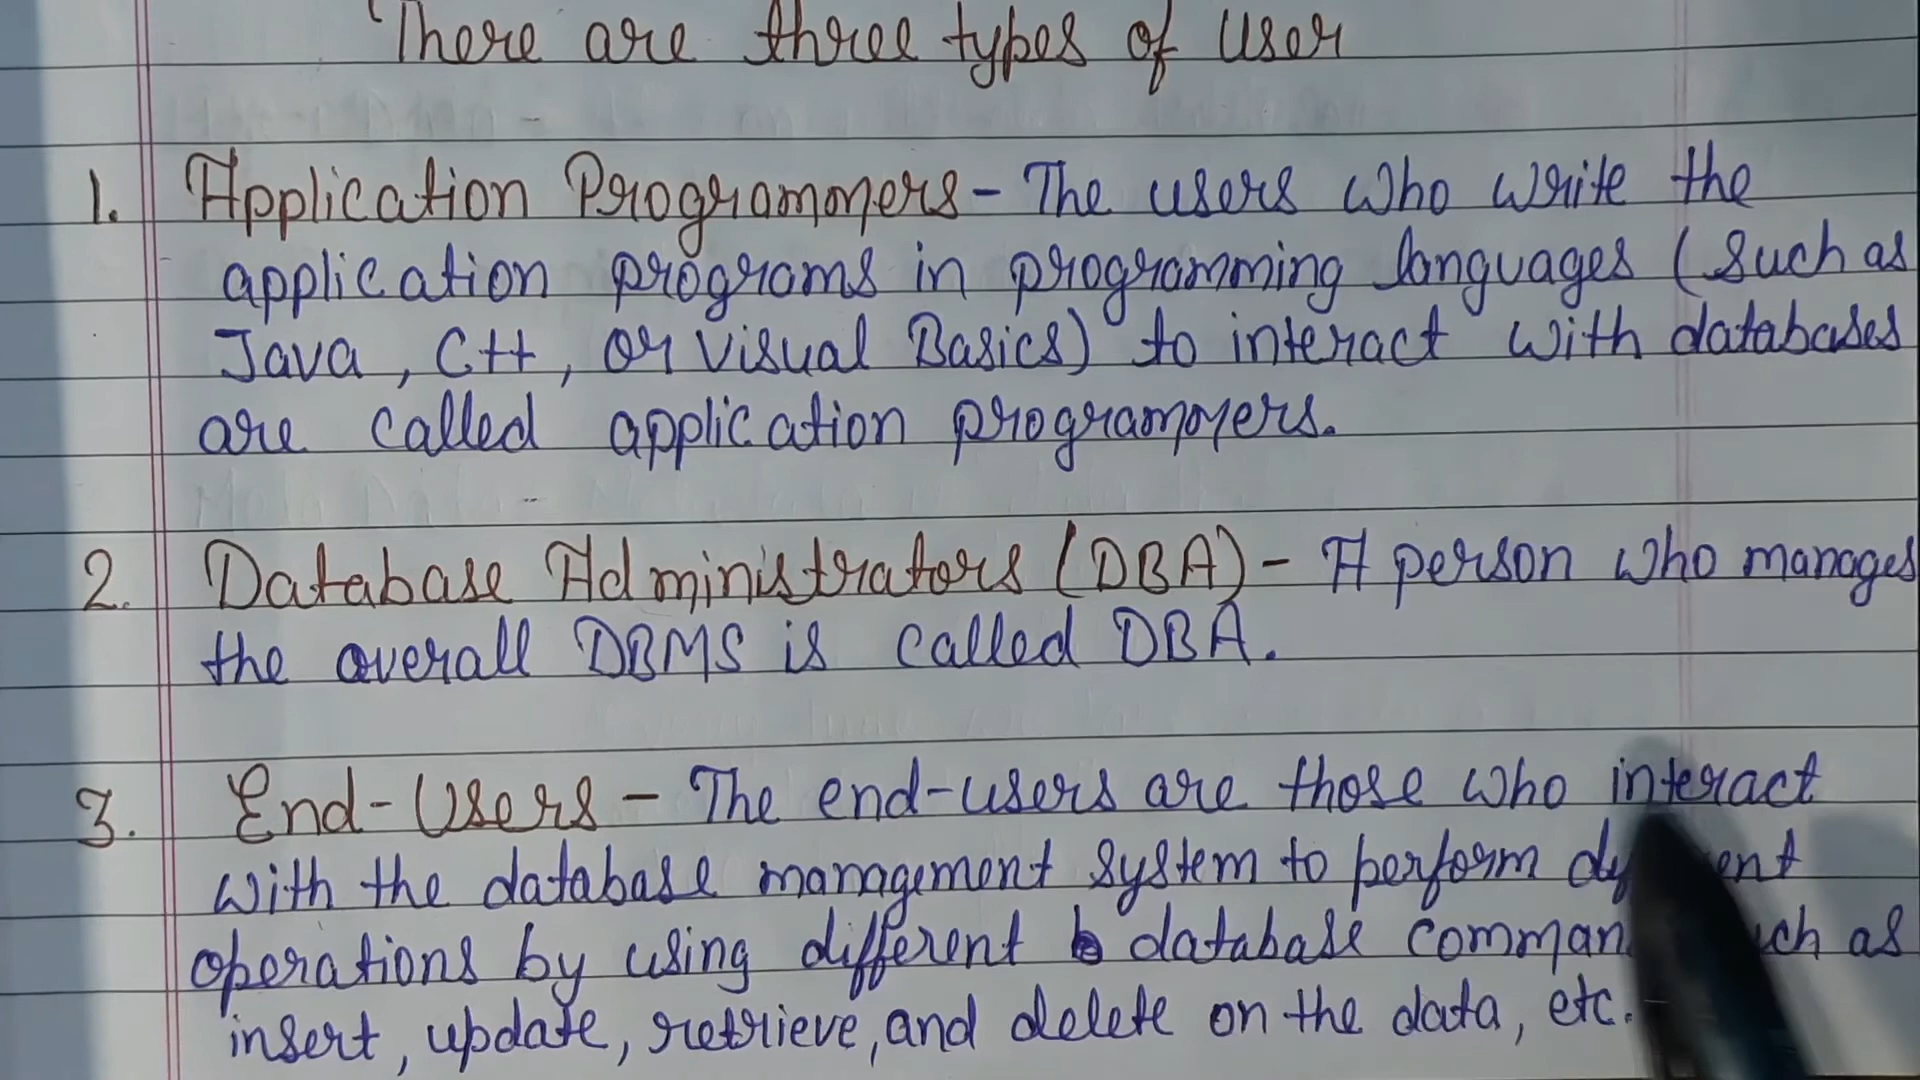 There are three types of user
1. Application Programmers - The users who write the
application programs in programming languages (such as
Java, C++, or Visual Basics) to interact with databases
are called application programmers.
2. Database Administrators (DBA) - A person who manages
the overall DBMS is called DBA.
3. End-Users - The end-users are those who interact
with the database management system to perform
operations by using different database
insert, update, retrieve, and delete on the data, etc.